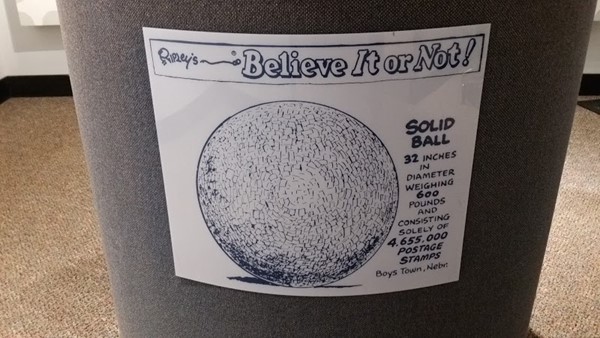 Ripley's Believe It or Not!
SOLID
BALL
32 INCHES
IN
DIAMETER
WEIGHING
600
POUNDS
AND
CONSISTING
SOLELY OF
4,655,000
POSTAGE
STAMPS
Boys Town, Nebr.